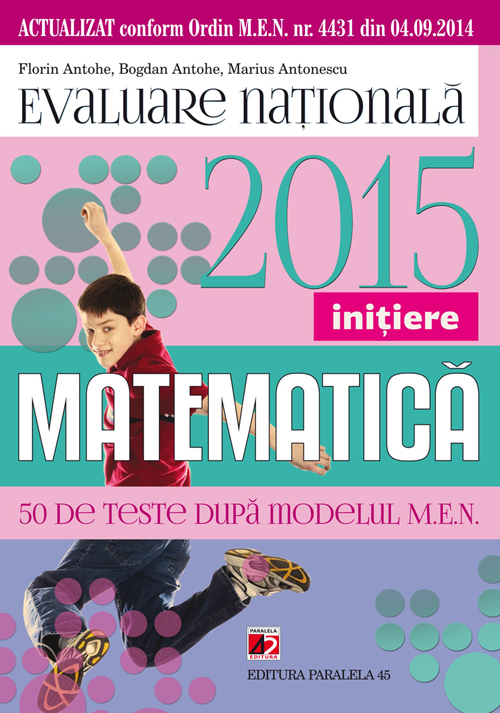 ACTUALIZAT conform Ordin M.E.N. nr. 4431 din 04.09.2014
Florin Antohe, Bogdan Antohe, Marius Antonescu
EVALUARE NAȚIONALĂ
2015
inițiere
MATEMATICĂ
50 DE TESTE DUPĂ MODELUL M.E.N.
PARALELA
45
EDITURA
EDITURA PARALELA 45